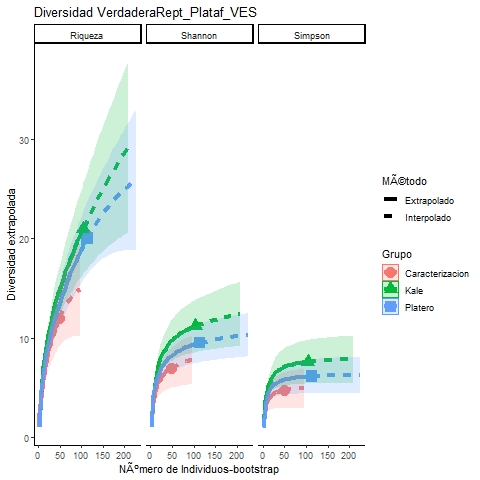 Diversidad VerdaderaRept_Plataf_VES
Riqueza
Shannon
Simpson
Diversidad extrapolada
30
20
10
0
0 50 100 150 200
0 50 100 150 200
0 50 100 150 200
NÃºmero de Individuos-bootstrap
MÃ©todo
Extrapolado
Interpolado
Grupo
Caracterizacion
Kale
Platero